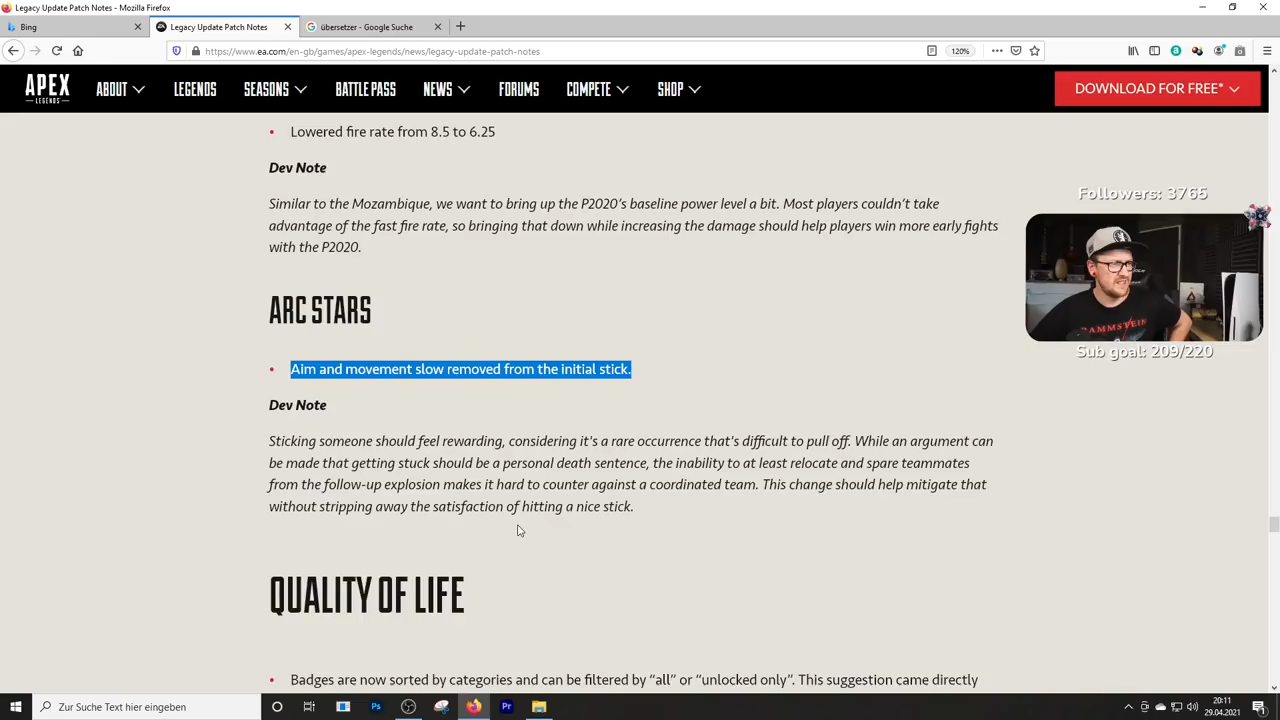 Legacy Update Patch Notes - Mozilla Firefox
Bing
Legacy Update Patch Notes
übersetzer - Google Suche
https://www.ea.com/en-gb/games/apex-legends/news/legacy-update-patch-notes
120%
APEX
LEGENDS
ABOUT
LEGENDS
SEASONS
BATTLE PASS
NEWS
FORUMS
COMPETE
SHOP
DOWNLOAD FOR FREE*
• Lowered fire rate from 8.5 to 6.25
Dev Note
Similar to the Mozambique, we want to bring up the P2020’s baseline power level a bit. Most players couldn’t take
advantage of the fast fire rate, so bringing that down while increasing the damage should help players win more early fights
with the P2020.
Followers: 3765
RAMMSTEIN
Sub goal: 209/220
ARC STARS
• Aim and movement slow removed from the initial stick.
Dev Note
Sticking someone should feel rewarding, considering it's a rare occurrence that's difficult to pull off. While an argument can
be made that getting stuck should be a personal death sentence, the inability to at least relocate and spare teammates
from the follow-up explosion makes it hard to counter against a coordinated team. This change should help mitigate that
without stripping away the satisfaction of hitting a nice stick.
QUALITY OF LIFE
• Badges are now sorted by categories and can be filtered by “all” or “unlocked only”. This suggestion came directly
Zur Suche Text hier eingeben
Ps
Pr
20:11
29.04.2021